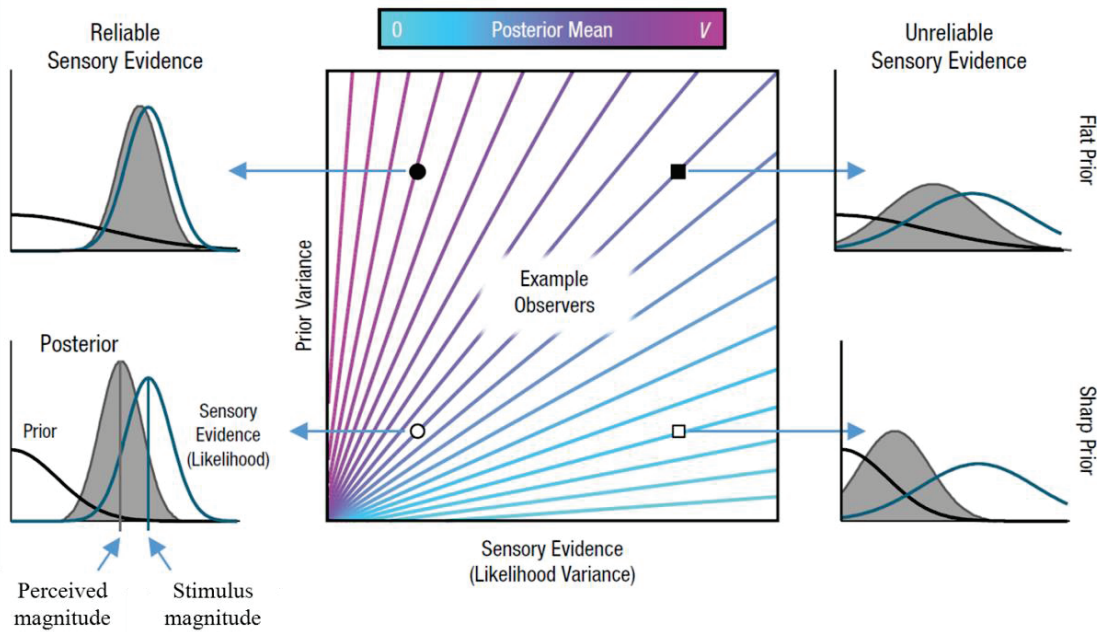 0 Posterior Mean V
Reliable
Sensory Evidence
Unreliable
Sensory Evidence
Flat Prior
Prior Variance
Example
Observers
Posterior
Prior
Sensory
Evidence
(Likelihood)
Sharp Prior
Sensory Evidence
(Likelihood Variance)
Perceived
magnitude
Stimulus
magnitude